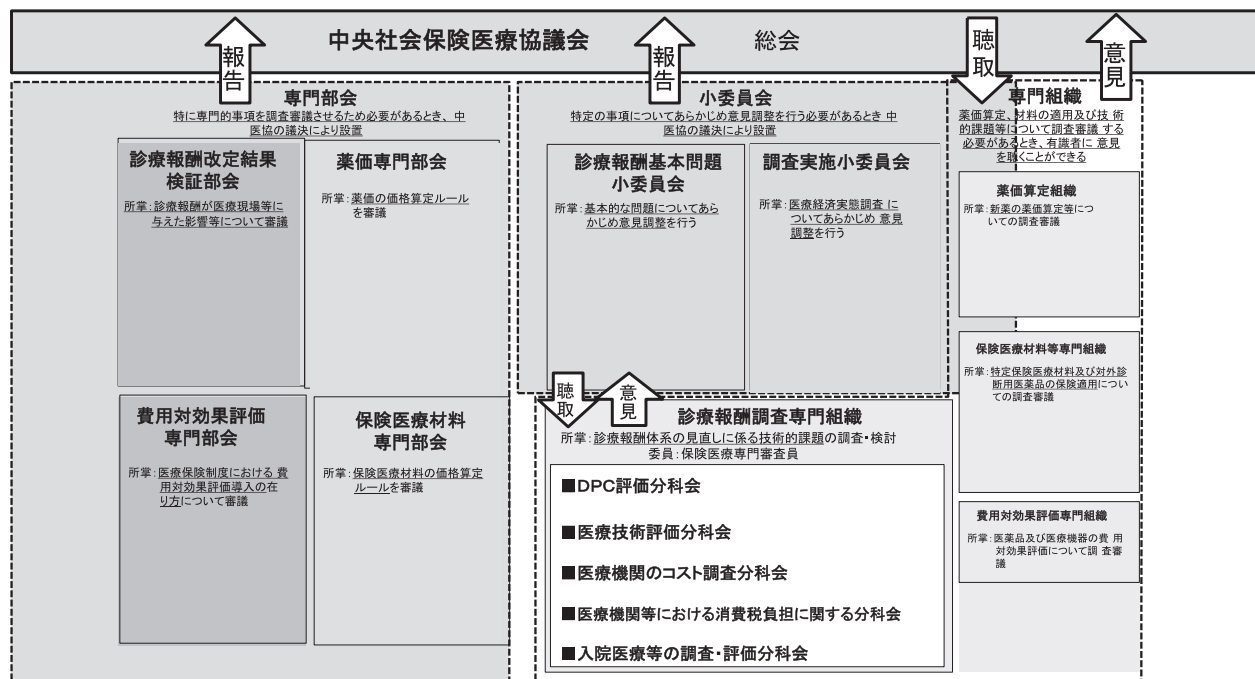 中央社会保険医療協議会　総会
報告
報告
聴取
意見
専門部会
特に専門的事項を調査審議させるため必要があるとき、中
医協の議決により設置
診療報酬改定結果
検証部会
所掌：診療報酬が医療現場等に
与えた影響等について審議
薬価専門部会
所掌：薬価の価格算定ルール
を審議
費用対効果評価
専門部会
所掌：医療保険制度における 費
用対効果評価導入の在
り方について審議
保険医療材料
専門部会
所掌：保険医療材料の価格算定
ルールを審議
小委員会
特定の事項についてあらかじめ意見調整を行う必要があるとき 中
医協の議決により設置
診療報酬基本問題
小委員会
所掌：基本的な問題についてあら
かじめ意見調整を行う
調査実施小委員会
所掌：医療経済実態調査 に
ついてあらかじめ 意見
調整を行う
聴取
意見
診療報酬調査専門組織
所掌：診療報酬体系の見直しに係る技術的課題の調査・検討
委員：保険医療専門審査員
■DPC評価分科会
■医療技術評価分科会
■医療機関のコスト調査分科会
■医療機関等における消費税負担に関する分科会
■入院医療等の調査・評価分科会
専門組織
薬価算定、材料の適用及び技 術
的課題等について調査審議 する
必要があるとき、有識者に 意見
を聴くことができる
薬価算定組織
所掌：新薬の薬価算定等につ
いての調査審議
保険医療材料等専門組織
所掌：特定保険医療材料及び対外診
断用医薬品の保険適用につい
ての調査審議
費用対効果評価専門組織
所掌：医薬品及び医療機器の費 用
対効果評価について調 査審
議